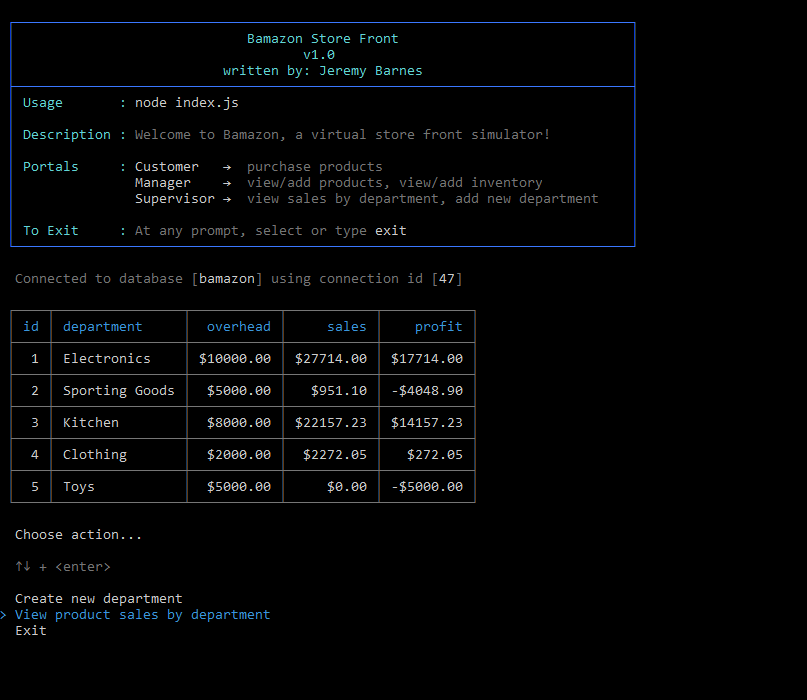 Bamazon Store Front
v1.0
written by: Jeremy Barnes
Usage : node index.js
Description : Welcome to Bamazon, a virtual store front simulator!
Portals : Customer → purchase products
Manager → view/add products, view/add inventory
Supervisor → view sales by department, add new department
To Exit : At any prompt, select or type exit
Connected to database [bamazon] using connection id [47]
id department overhead sales profit
1 Electronics $10000.00 $27714.00 $17714.00
2 Sporting Goods $5000.00 $951.10 -$4048.90
3 Kitchen $8000.00 $22157.23 $14157.23
4 Clothing $2000.00 $2272.05 $272.05
5 Toys $5000.00 $0.00 -$5000.00
Choose action...
↑↓ + <enter>
Create new department
> View product sales by department
Exit